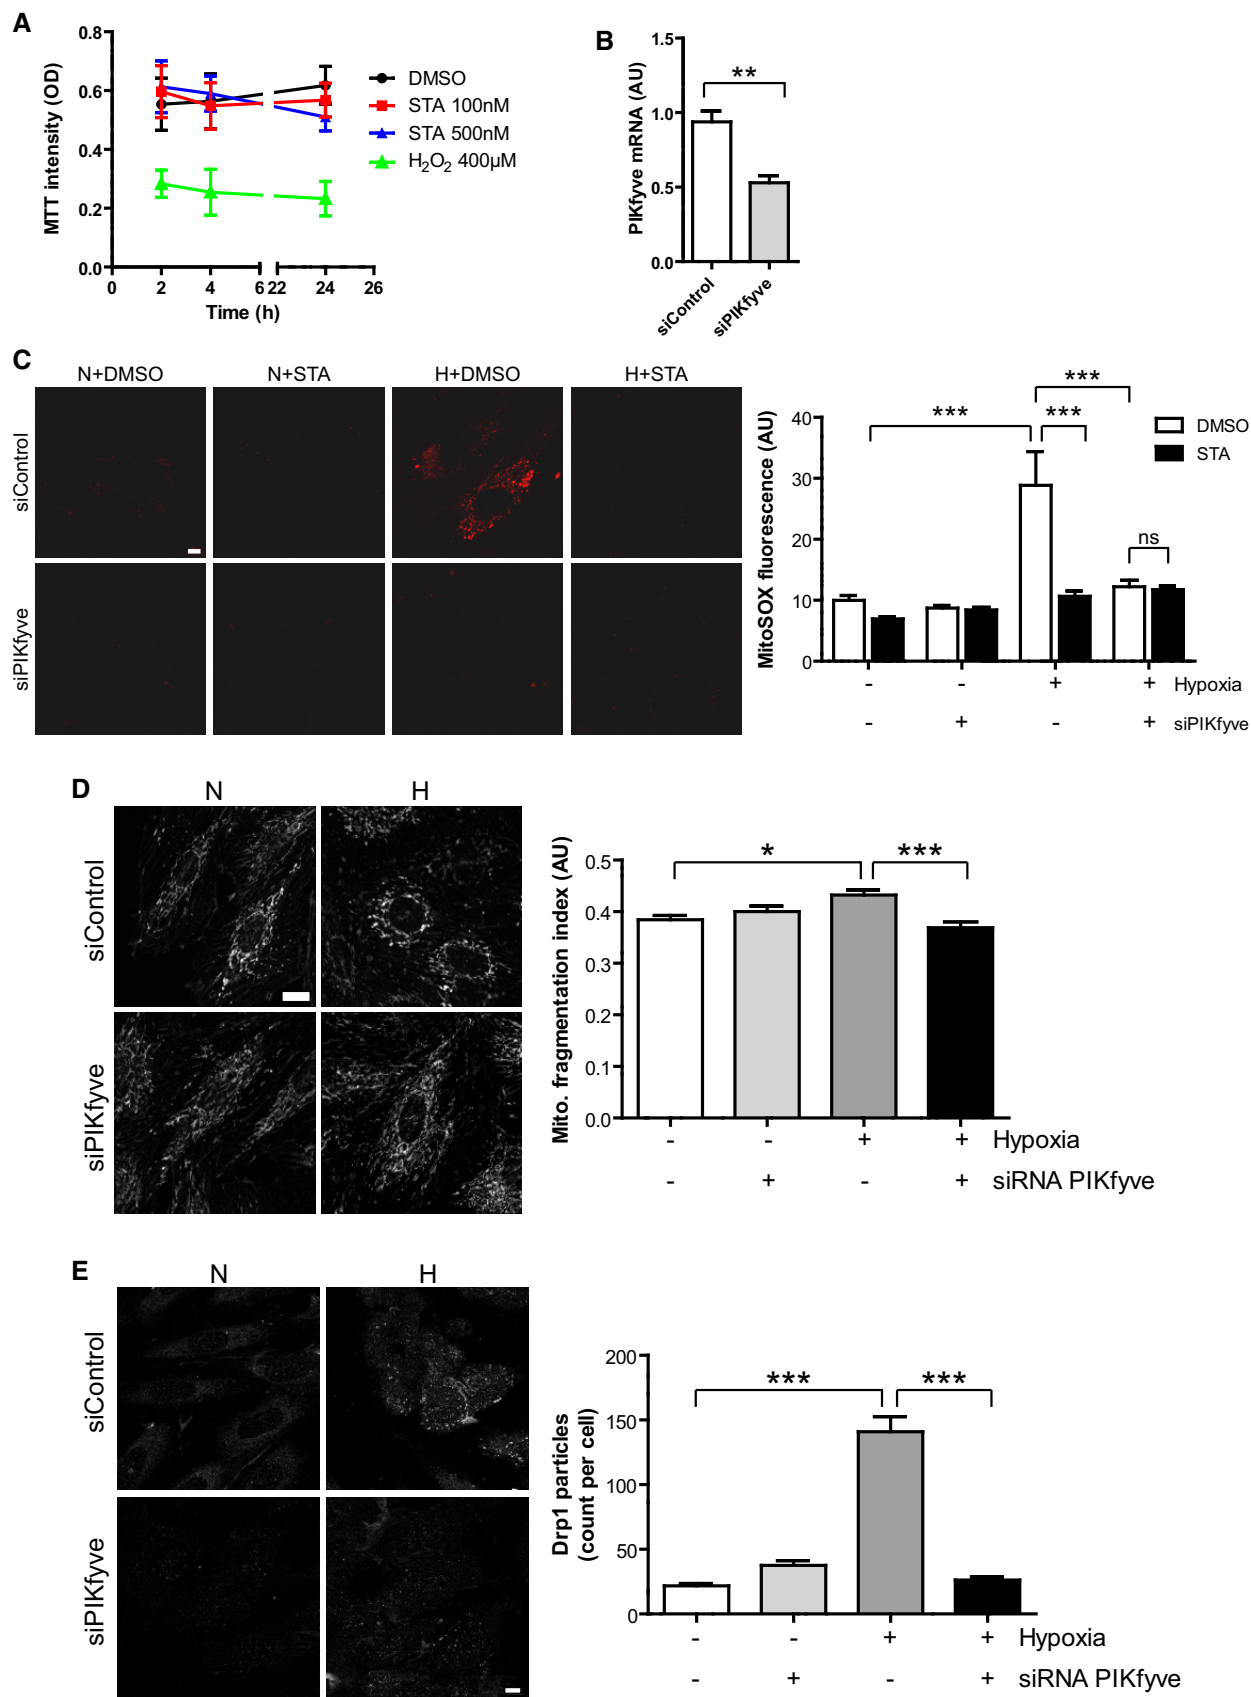 A
MTT intensity (OD)
0.8
0.6
0.4
0.2
0.0
0 2 4 6 22 24 26
Time (h)
DMSO
STA 100nM
STA 500nM
H₂O₂ 400µM
B
PIKfyve mRNA (AU)
1.5
1.0
0.5
0.0
**
siControl
siPIKfyve
C
N+DMSO N+STA H+DMSO H+STA
siControl
siPIKfyve
MitoSOX fluorescence (AU)
40
30
20
10
0
***
***
***
ns
DMSO
STA
- - + + Hypoxia
- + - + siPIKfyve
D
N H
siControl
siPIKfyve
Mito. fragmentation index (AU)
0.5
0.4
0.3
0.2
0.1
0.0
* ***
- - + + Hypoxia
- + - + siRNA PIKfyve
E
N H
siControl
siPIKfyve
Drp1 particles
(count per cell)
200
150
100
50
0
*** ***
- - + + Hypoxia
- + - + siRNA PIKfyve